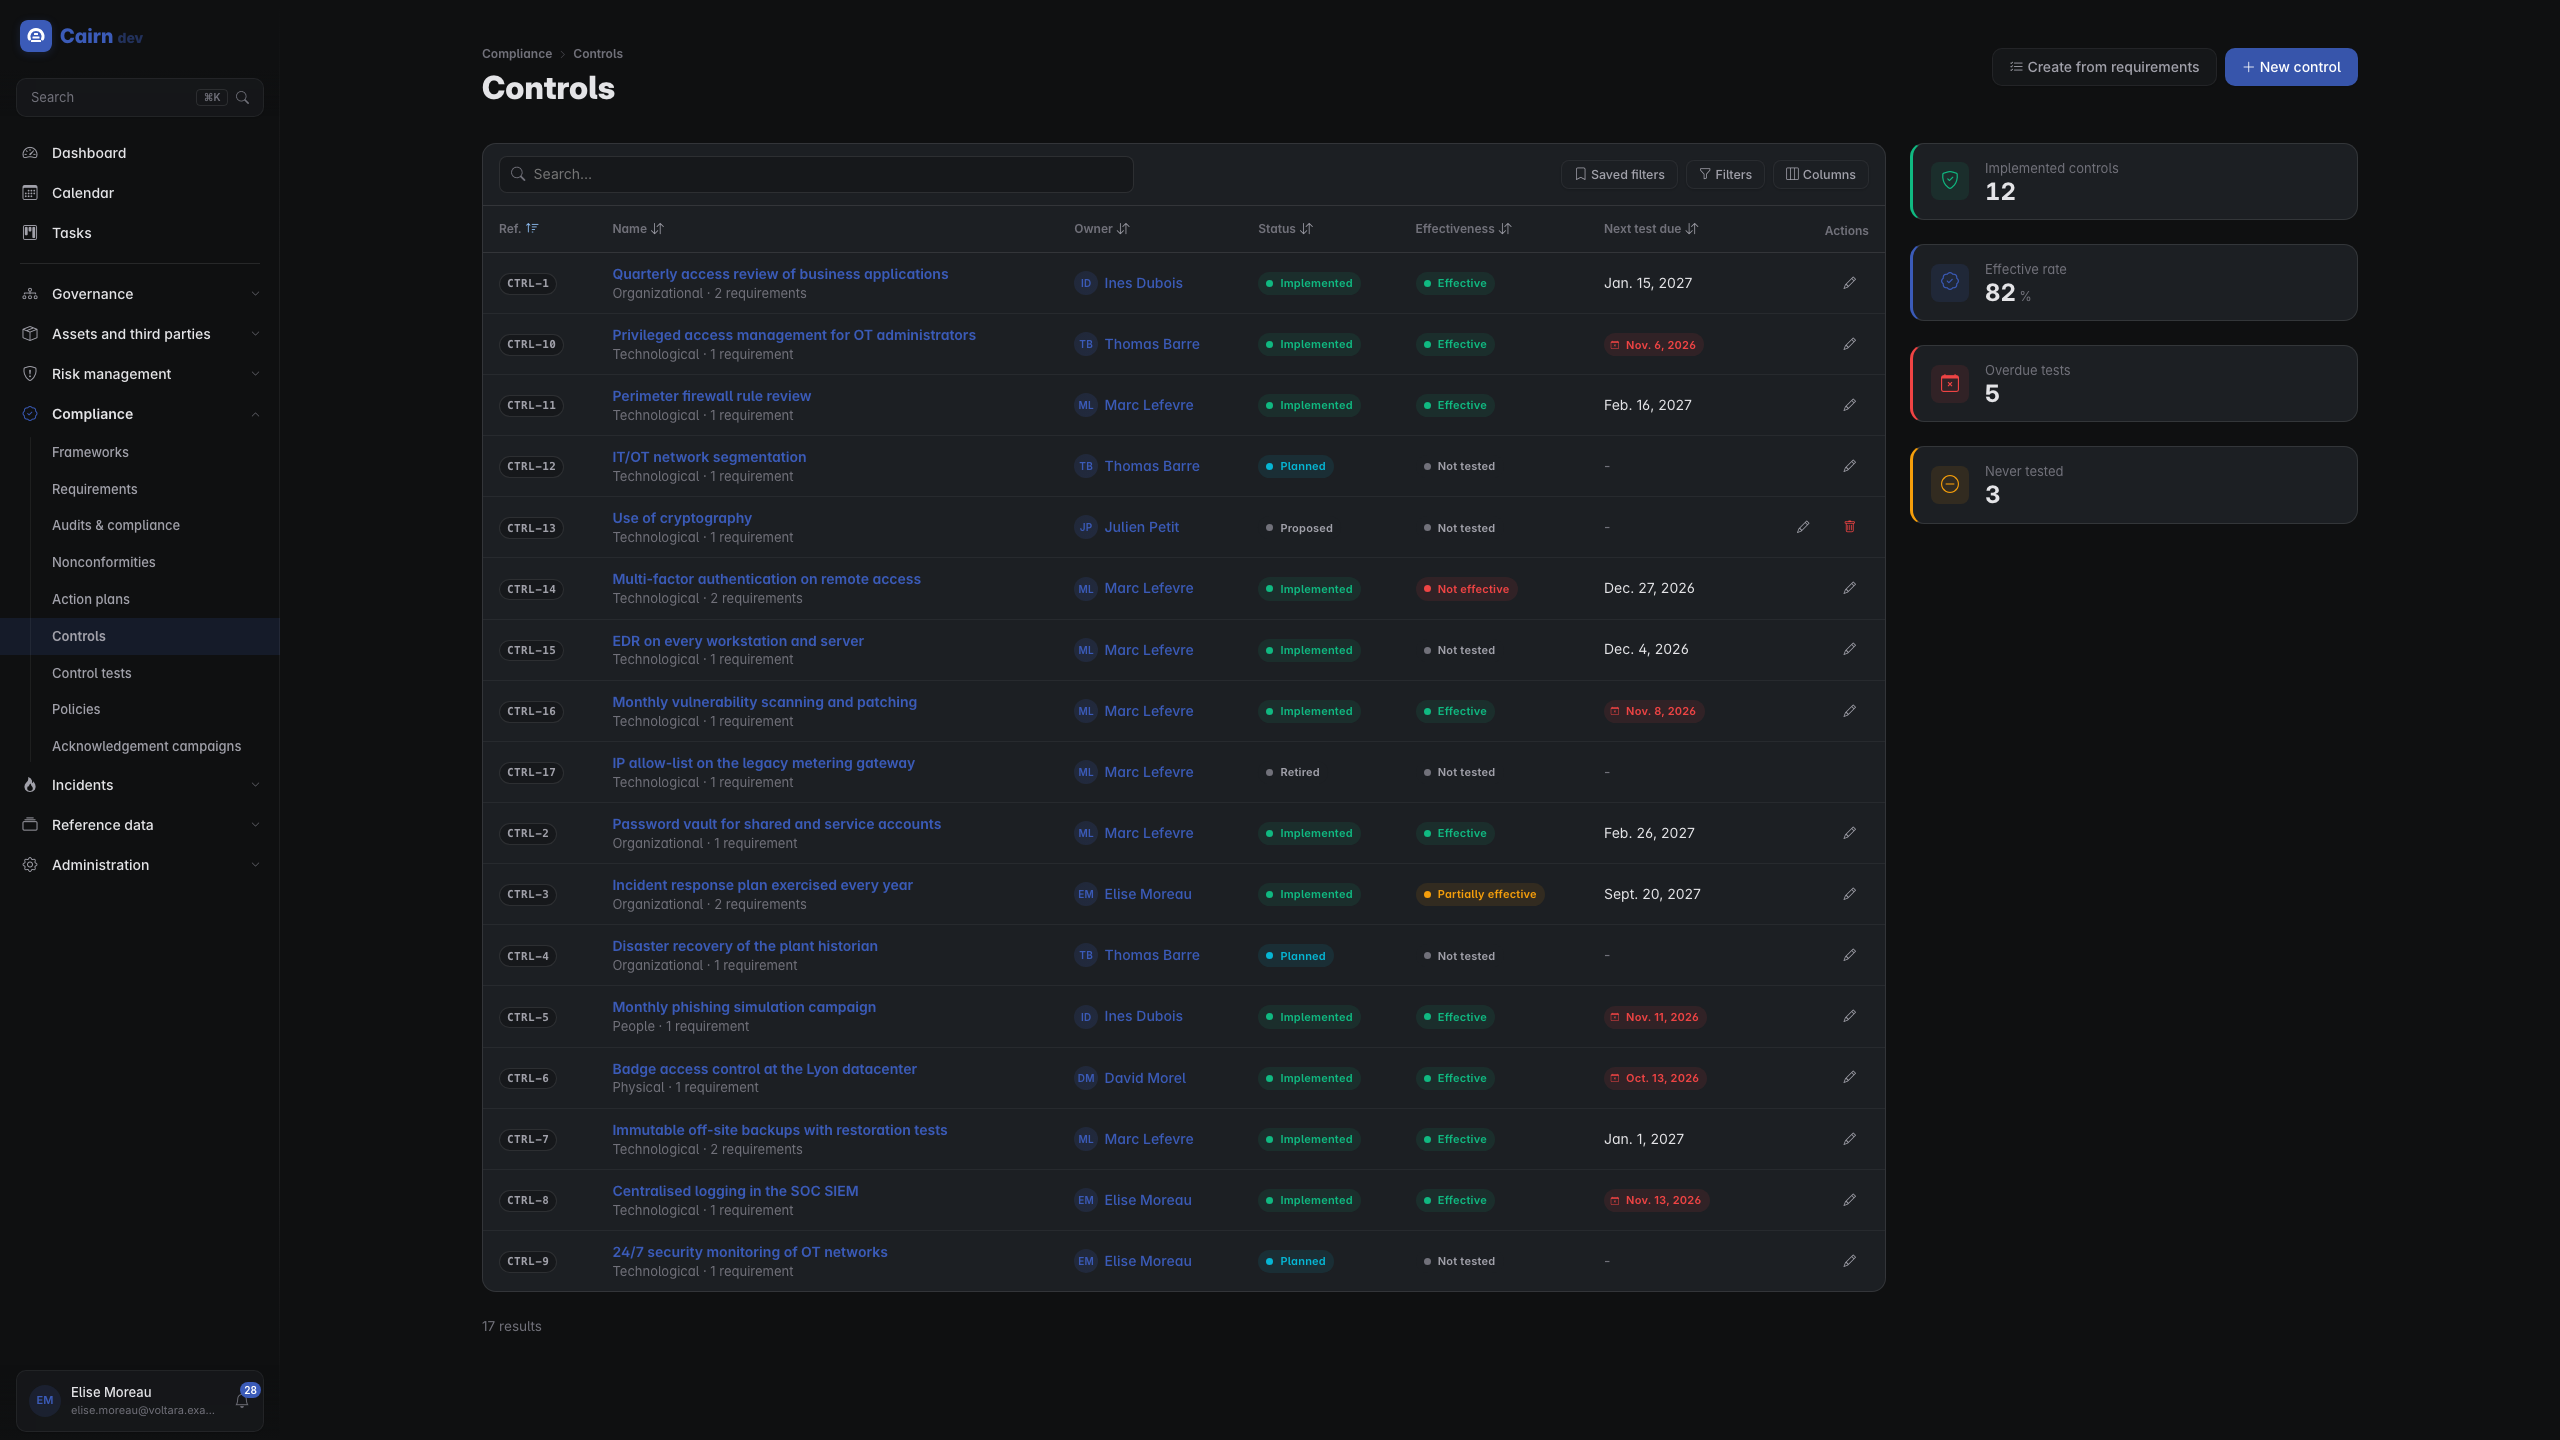 Cairn dev
Search ⌘K
Dashboard
Calendar
Tasks
Governance
Assets and third parties
Risk management
Compliance
Frameworks
Requirements
Audits & compliance
Nonconformities
Action plans
Controls
Control tests
Policies
Acknowledgement campaigns
Incidents
Reference data
Administration
EM
Elise Moreau
elise.moreau@voltara.exa...
28
Compliance › Controls
Controls
Create from requirements
+ New control
Search...
Saved filters
Filters
Columns
Ref. Name Owner Status Effectiveness Next test due Actions
CTRL-1 Quarterly access review of business applications ID Ines Dubois Implemented Effective Jan. 15, 2027
Organizational · 2 requirements
CTRL-10 Privileged access management for OT administrators TB Thomas Barre Implemented Effective Nov. 6, 2026
Technological · 1 requirement
CTRL-11 Perimeter firewall rule review ML Marc Lefevre Implemented Effective Feb. 16, 2027
Technological · 1 requirement
CTRL-12 IT/OT network segmentation TB Thomas Barre Planned Not tested -
Technological · 1 requirement
CTRL-13 Use of cryptography JP Julien Petit Proposed Not tested -
Technological · 1 requirement
CTRL-14 Multi-factor authentication on remote access ML Marc Lefevre Implemented Not effective Dec. 27, 2026
Technological · 2 requirements
CTRL-15 EDR on every workstation and server ML Marc Lefevre Implemented Not tested Dec. 4, 2026
Technological · 1 requirement
CTRL-16 Monthly vulnerability scanning and patching ML Marc Lefevre Implemented Effective Nov. 8, 2026
Technological · 1 requirement
CTRL-17 IP allow-list on the legacy metering gateway ML Marc Lefevre Retired Not tested -
Technological · 1 requirement
CTRL-2 Password vault for shared and service accounts ML Marc Lefevre Implemented Effective Feb. 26, 2027
Organizational · 1 requirement
CTRL-3 Incident response plan exercised every year EM Elise Moreau Implemented Partially effective Sept. 20, 2027
Organizational · 2 requirements
CTRL-4 Disaster recovery of the plant historian TB Thomas Barre Planned Not tested -
Organizational · 1 requirement
CTRL-5 Monthly phishing simulation campaign ID Ines Dubois Implemented Effective Nov. 11, 2026
People · 1 requirement
CTRL-6 Badge access control at the Lyon datacenter DM David Morel Implemented Effective Oct. 13, 2026
Physical · 1 requirement
CTRL-7 Immutable off-site backups with restoration tests ML Marc Lefevre Implemented Effective Jan. 1, 2027
Technological · 2 requirements
CTRL-8 Centralised logging in the SOC SIEM EM Elise Moreau Implemented Effective Nov. 13, 2026
Technological · 1 requirement
CTRL-9 24/7 security monitoring of OT networks EM Elise Moreau Planned Not tested -
Technological · 1 requirement
17 results
Implemented controls
12
Effective rate
82 %
Overdue tests
5
Never tested
3